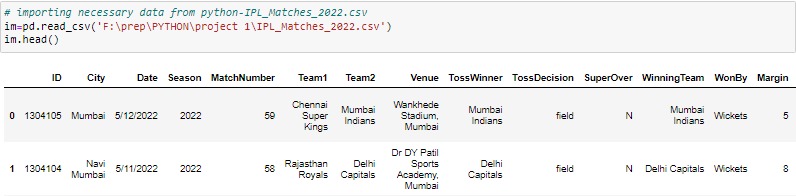 # importing necessary data from python-IPL_Matches_2022.csv
im=pd.read_csv('F:\prep\PYTHON\project 1\IPL_Matches_2022.csv')
im.head()
ID City Date Season MatchNumber Team1 Team2 Venue TossWinner TossDecision SuperOver WinningTeam WonBy Margin
0 1304105 Mumbai 5/12/2022 2022 59 Chennai Super Kings Mumbai Indians Wankhede Stadium, Mumbai Mumbai Indians field N Mumbai Indians Wickets 5
1 1304104 Navi Mumbai 5/11/2022 2022 58 Rajasthan Royals Delhi Capitals Dr DY Patil Sports Academy, Mumbai Delhi Capitals field N Delhi Capitals Wickets 8